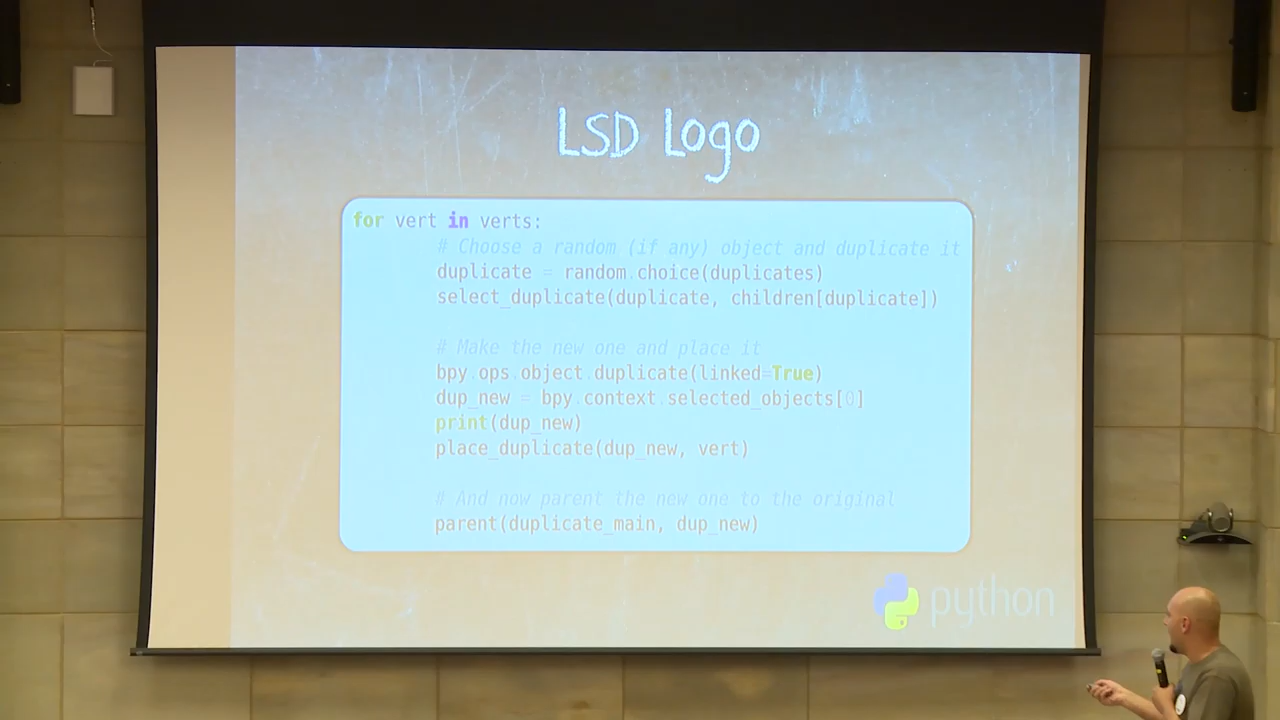 LSD Logo
for vert in verts:
# Choose a random (if any) object and duplicate it
duplicate = random.choice(duplicates)
select_duplicate(duplicate, children[duplicate])
# Make the new one and place it
bpy.ops.object.duplicate(linked=True)
dup_new = bpy.context.selected_objects[0]
print(dup_new)
place_duplicate(dup_new, vert)
# And now parent the new one to the original
parent(duplicate_main, dup_new)
python